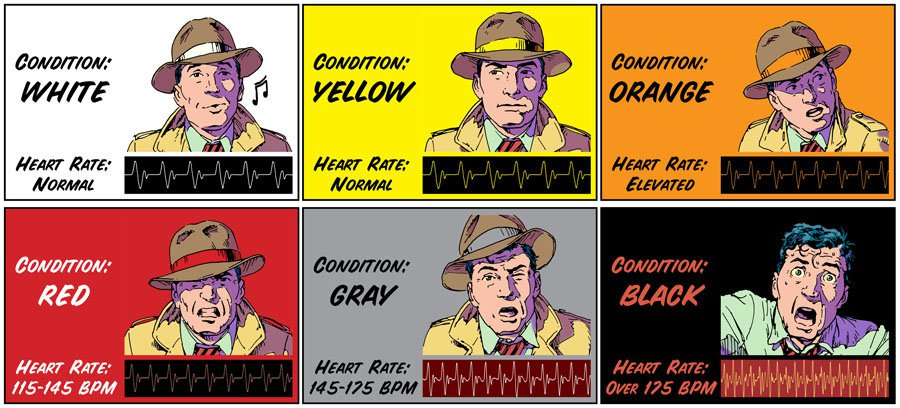 CONDITION:
WHITE
HEART RATE:
NORMAL
CONDITION:
YELLOW
HEART RATE:
NORMAL
CONDITION:
ORANGE
HEART RATE:
ELEVATED
CONDITION:
RED
HEART RATE:
115-145 BPM
CONDITION:
GRAY
HEART RATE:
145-175 BPM
CONDITION:
BLACK
HEART RATE:
OVER 175 BPM